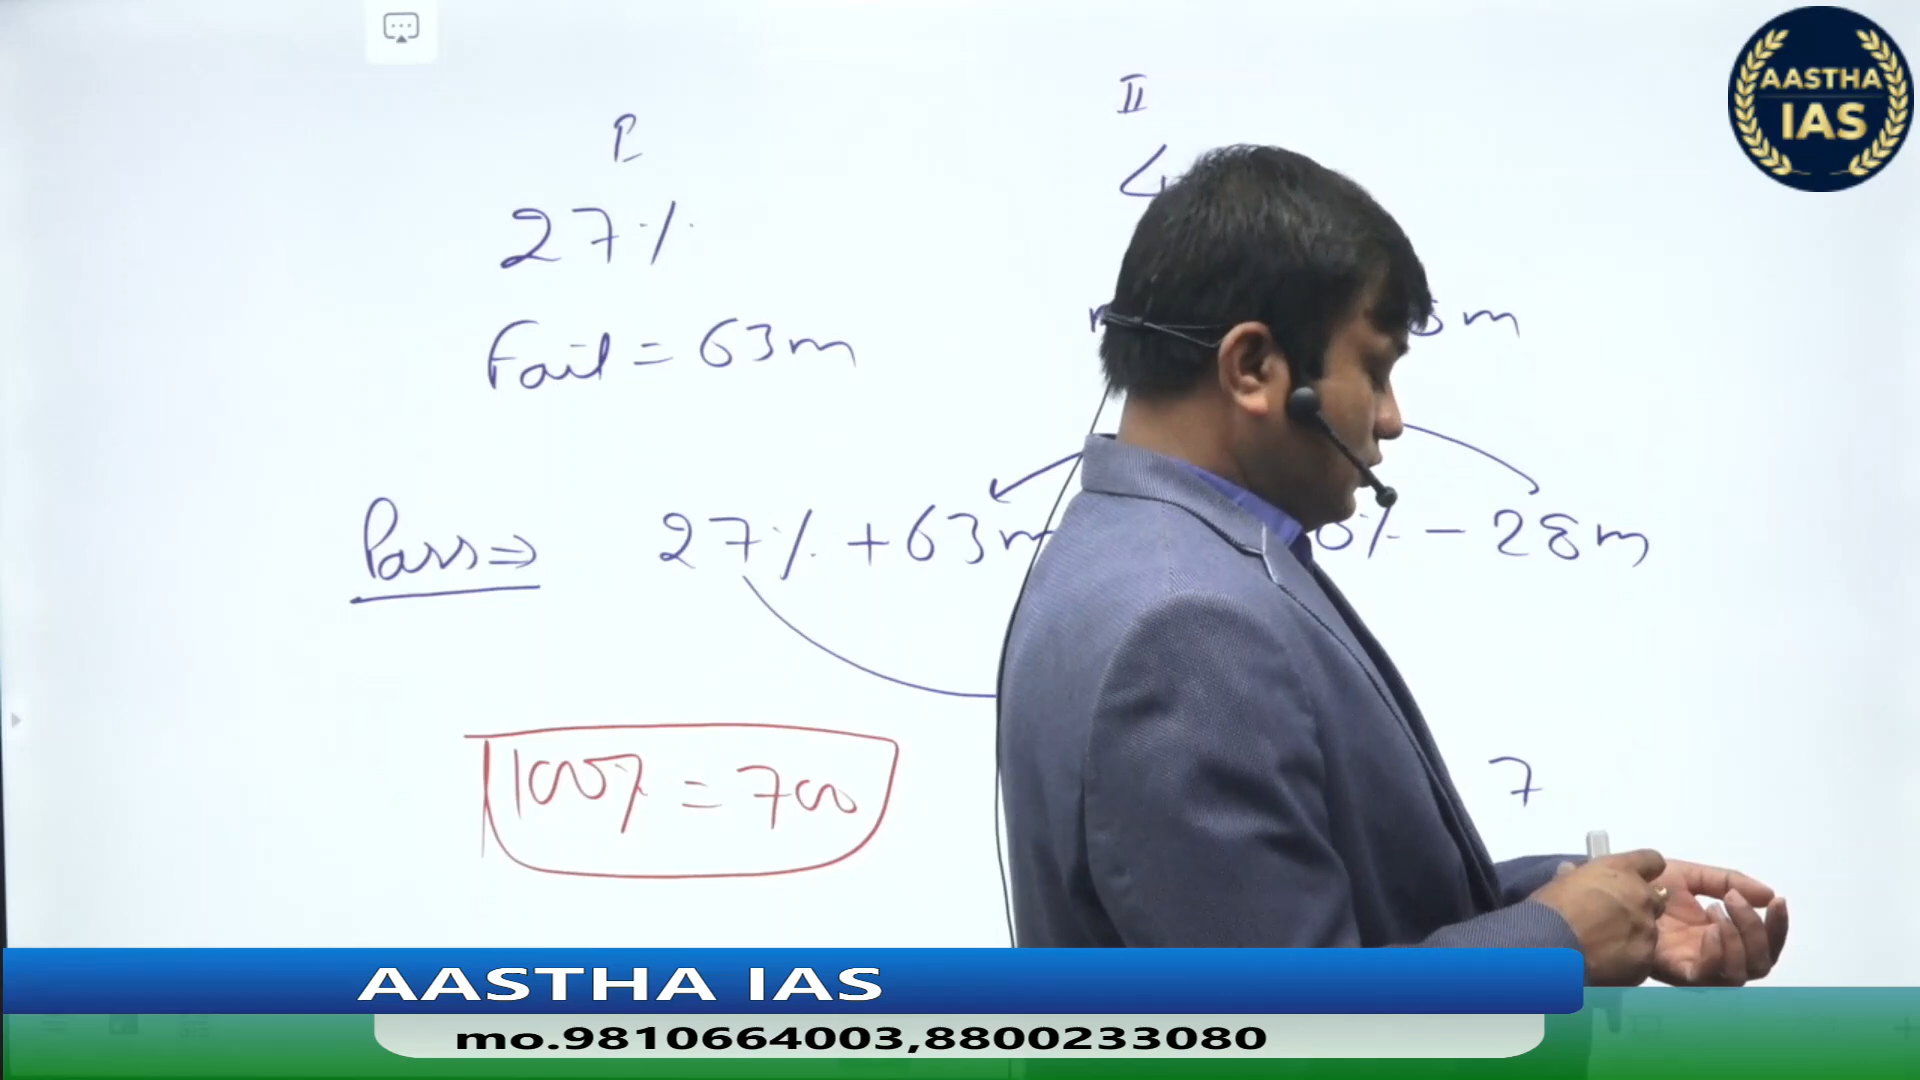 AASTHA
IAS
I
II
27%
Fail = 63m
m
Pass ⇒ 27% + 63m
0% - 28m
100% = 700
7
AASTHA IAS
mo.9810664003,8800233080